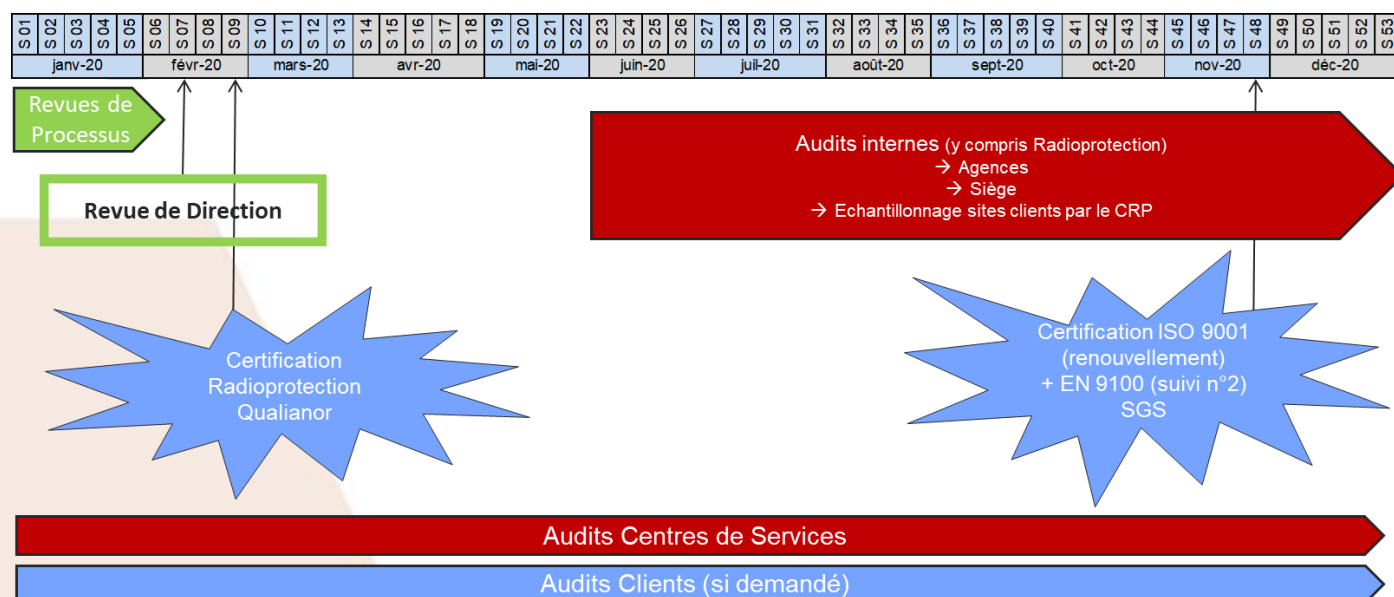 S 01 S 02 S 03 S 04 S 05 S 06 S 07 S 08 S 09 S 10 S 11 S 12 S 13 S 14 S 15 S 16 S 17 S 18 S 19 S 20 S 21 S 22 S 23 S 24 S 25 S 26 S 27 S 28 S 29 S 30 S 31 S 32 S 33 S 34 S 35 S 36 S 37 S 38 S 39 S 40 S 41 S 42 S 43 S 44 S 45 S 46 S 47 S 48 S 49 S 50 S 51 S 52 S 53
janv-20 févr-20 mars-20 avr-20 mai-20 juin-20 juil-20 août-20 sept-20 oct-20 nov-20 déc-20
Revues de
Processus
Revue de Direction
Audits internes (y compris Radioprotection)
→ Agences
→ Siège
→ Echantillonnage sites clients par le CRP
Certification
Radioprotection
Qualianor
Certification ISO 9001
(renouvellement)
+ EN 9100 (suivi n°2)
SGS
Audits Centres de Services
Audits Clients (si demandé)